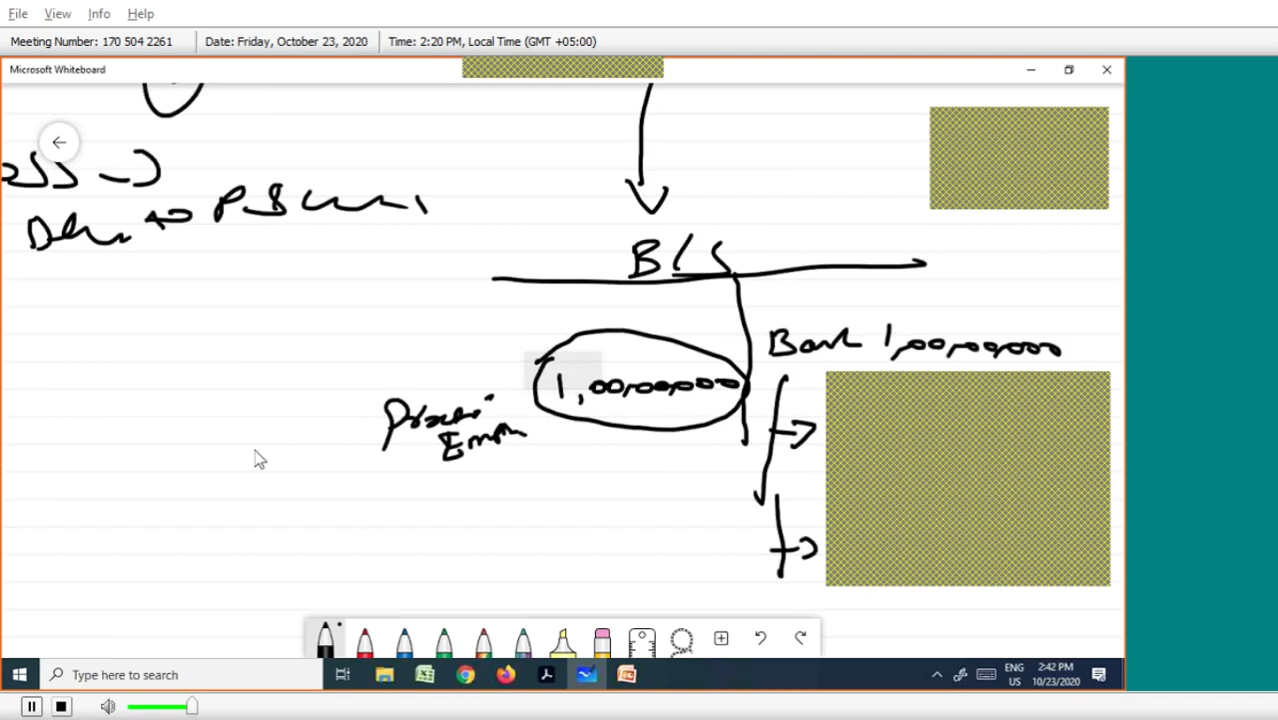 File View Info Help
Meeting Number: 170 504 2261 Date: Friday, October 23, 2020 Time: 2:20 PM, Local Time (GMT +05:00)
Microsoft Whiteboard
B/S
Bank 1,00,00,000
1,00,00,000
Type here to search
ENG
US
2:42 PM
10/23/2020